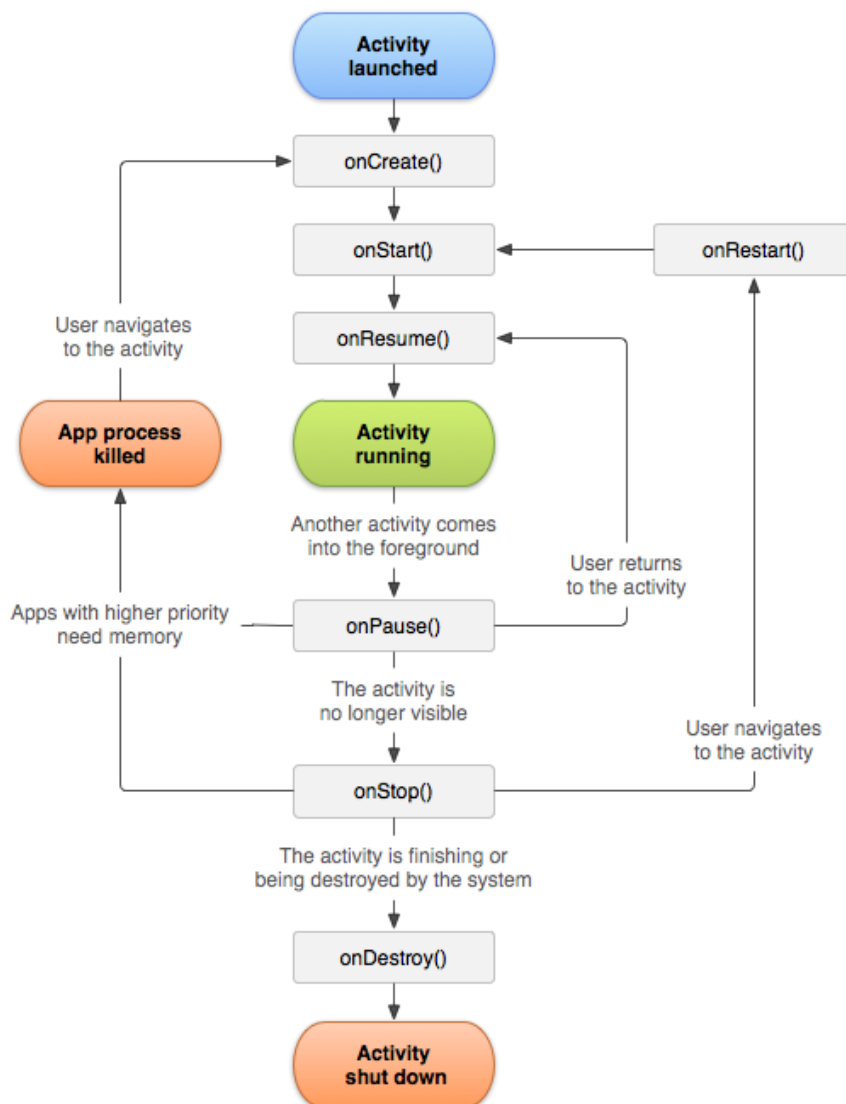 Activity
launched
onCreate()
onStart()
onRestart()
onResume()
User navigates
to the activity
App process
killed
Activity
running
Another activity comes
into the foreground
User returns
to the activity
Apps with higher priority
need memory
onPause()
The activity is
no longer visible
User navigates
to the activity
onStop()
The activity is finishing or
being destroyed by the system
onDestroy()
Activity
shut down